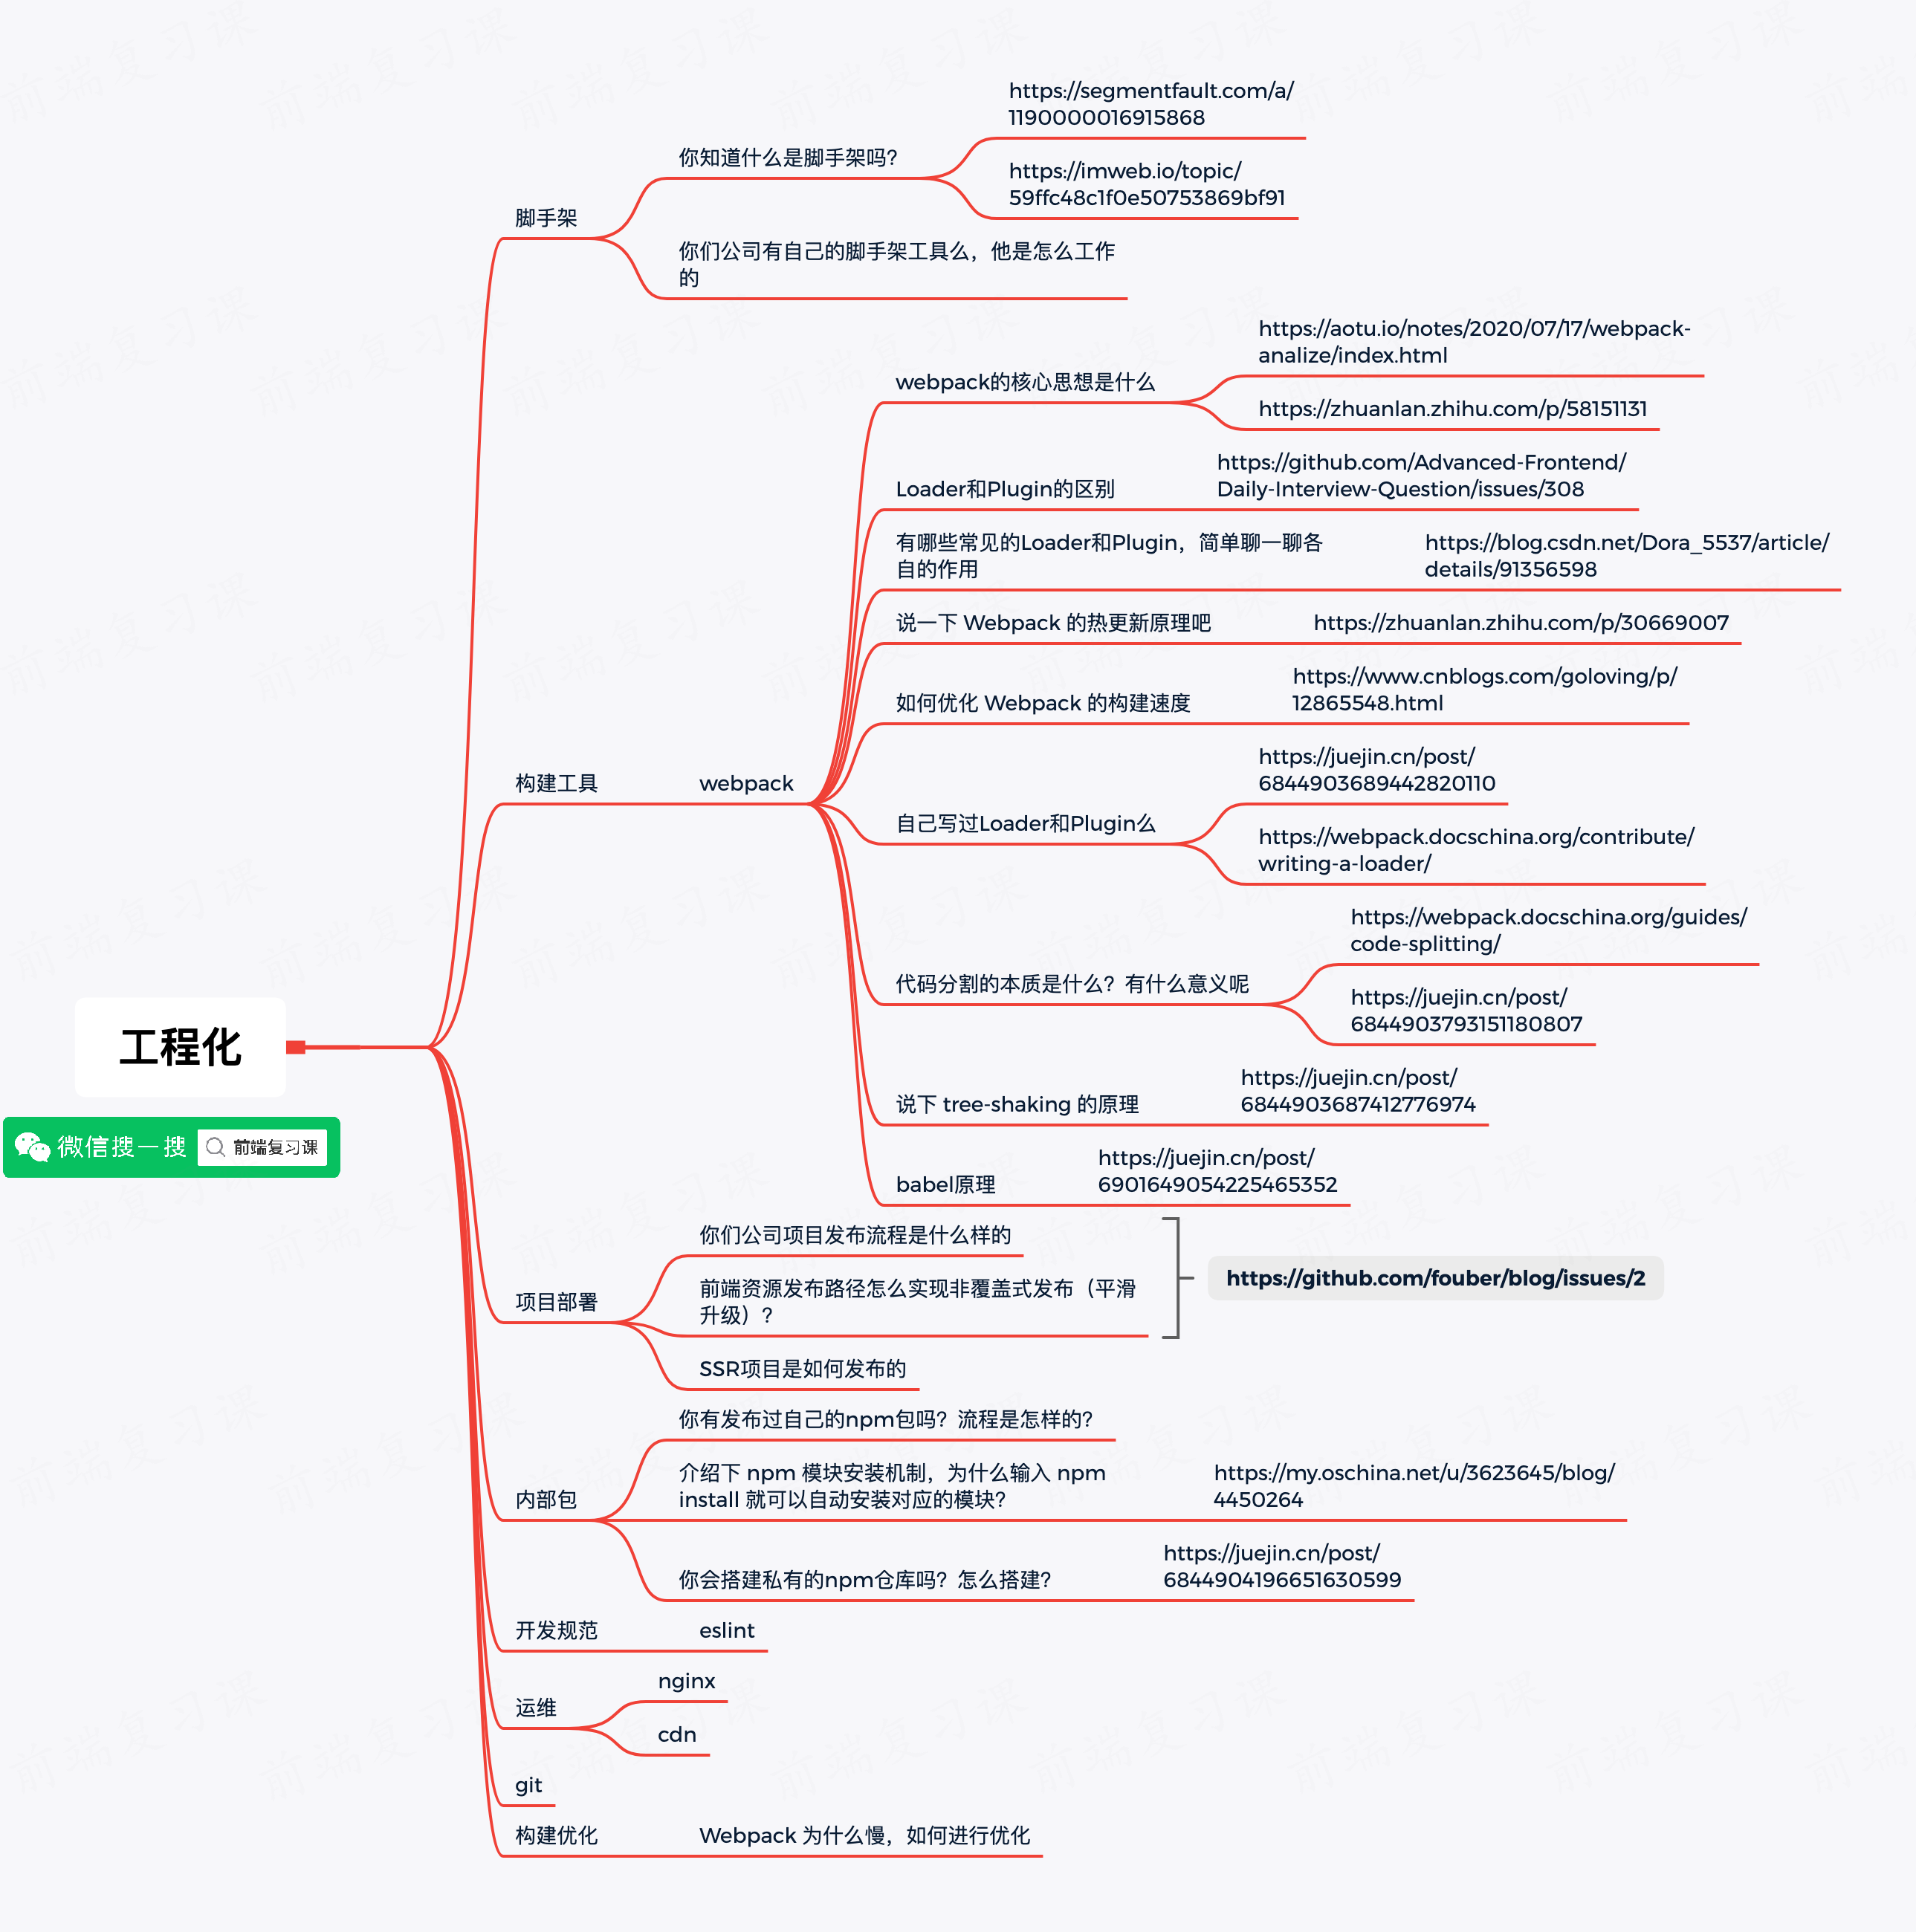 https://segmentfault.com/a/
1190000016915868
你知道什么是脚手架吗？
https://imweb.io/topic/
59ffc48c1f0e50753869bf91
脚手架
你们公司有自己的脚手架工具么，他是怎么工作
的
https://aotu.io/notes/2020/07/17/webpack-
analize/index.html
webpack的核心思想是什么
https://zhuanlan.zhihu.com/p/58151131
Loader和Plugin的区别
https://github.com/Advanced-Frontend/
Daily-Interview-Question/issues/308
有哪些常见的Loader和Plugin，简单聊一聊各
自的作用
https://blog.csdn.net/Dora_5537/article/
details/91356598
说一下 Webpack 的热更新原理吧
https://zhuanlan.zhihu.com/p/30669007
如何优化 Webpack 的构建速度
https://www.cnblogs.com/goloving/p/
12865548.html
构建工具
webpack
https://juejin.cn/post/
6844903689442820110
自己写过Loader和Plugin么
https://webpack.docschina.org/contribute/
writing-a-loader/
https://webpack.docschina.org/guides/
code-splitting/
代码分割的本质是什么？有什么意义呢
https://juejin.cn/post/
6844903793151180807
工程化
微信搜一搜
前端复习课
说下 tree-shaking 的原理
https://juejin.cn/post/
6844903687412776974
babel原理
https://juejin.cn/post/
6901649054225465352
你们公司项目发布流程是什么样的
https://github.com/fouber/blog/issues/2
项目部署
前端资源发布路径怎么实现非覆盖式发布（平滑
升级）？
SSR项目是如何发布的
你有发布过自己的npm包吗？流程是怎样的？
内部包
介绍下 npm 模块安装机制，为什么输入 npm
install 就可以自动安装对应的模块？
https://my.oschina.net/u/3623645/blog/
4450264
你会搭建私有的npm仓库吗？怎么搭建？
https://juejin.cn/post/
6844904196651630599
开发规范
eslint
nginx
运维
cdn
git
构建优化
Webpack 为什么慢，如何进行优化